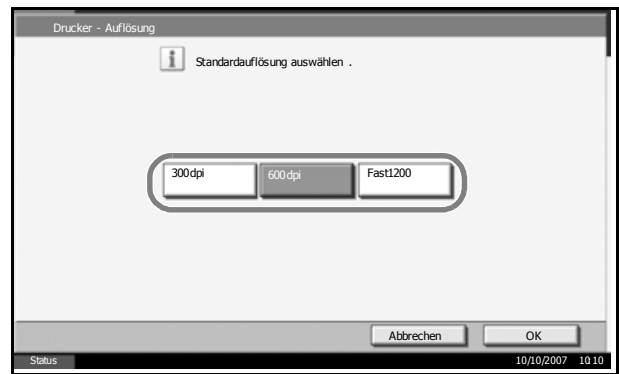 Drucker - Auflösung
Standardauflösung auswählen .
300dpi 600dpi Fast1200
Abbrechen OK
Status 10/10/2007 10:10